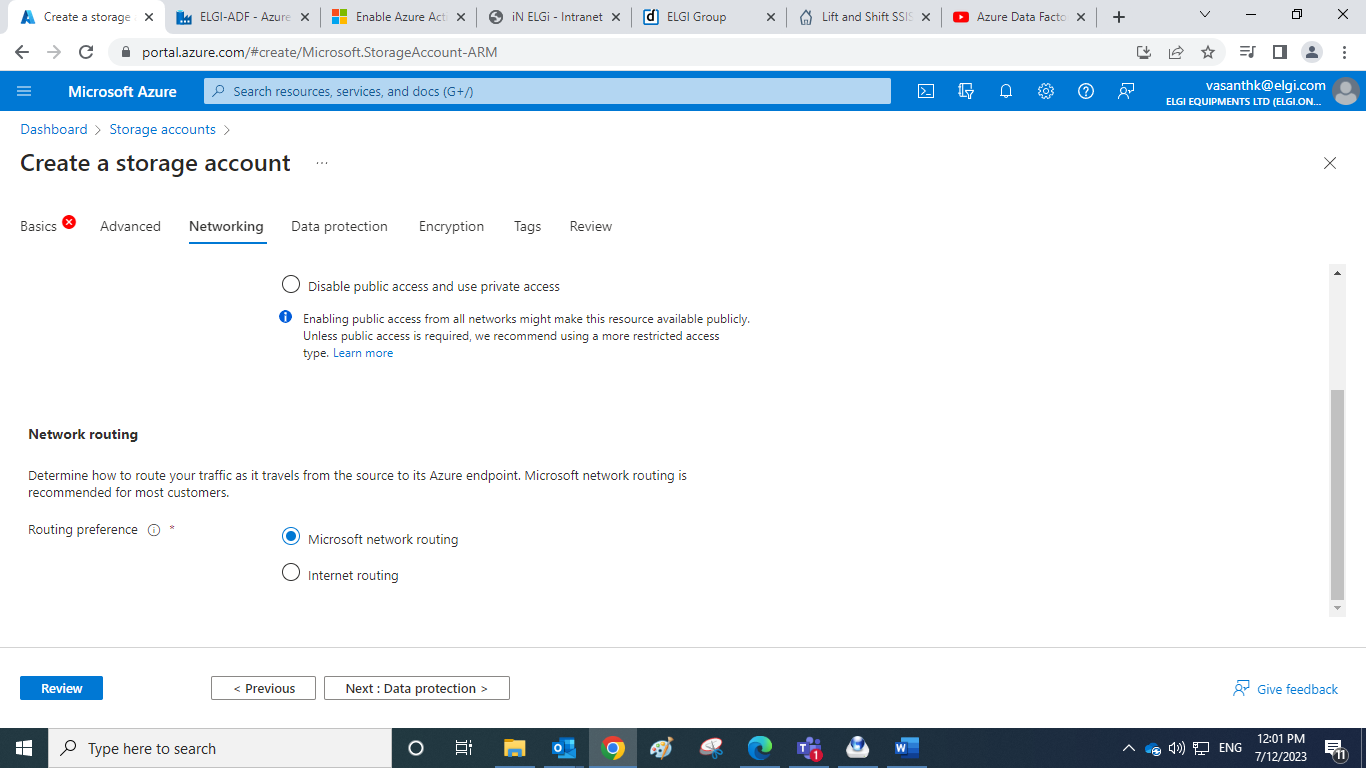 Create a storage
ELGI-ADF - Azure
Enable Azure Act
iN ELGi - Intranet
ELGI Group
Lift and Shift SSIS
Azure Data Facto
portal.azure.com/#create/Microsoft.StorageAccount-ARM
Microsoft Azure
Search resources, services, and docs (G+/)
vasanthk@elgi.com
ELGI EQUIPMENTS LTD (ELGI.ON...
Dashboard > Storage accounts >
Create a storage account ...
Basics Advanced Networking Data protection Encryption Tags Review
Disable public access and use private access
Enabling public access from all networks might make this resource available publicly.
Unless public access is required, we recommend using a more restricted access
type. Learn more
Network routing
Determine how to route your traffic as it travels from the source to its Azure endpoint. Microsoft network routing is
recommended for most customers.
Routing preference *
Microsoft network routing
Internet routing
Review
< Previous
Next : Data protection >
Give feedback
Type here to search
1
ENG
12:01 PM
7/12/2023
11